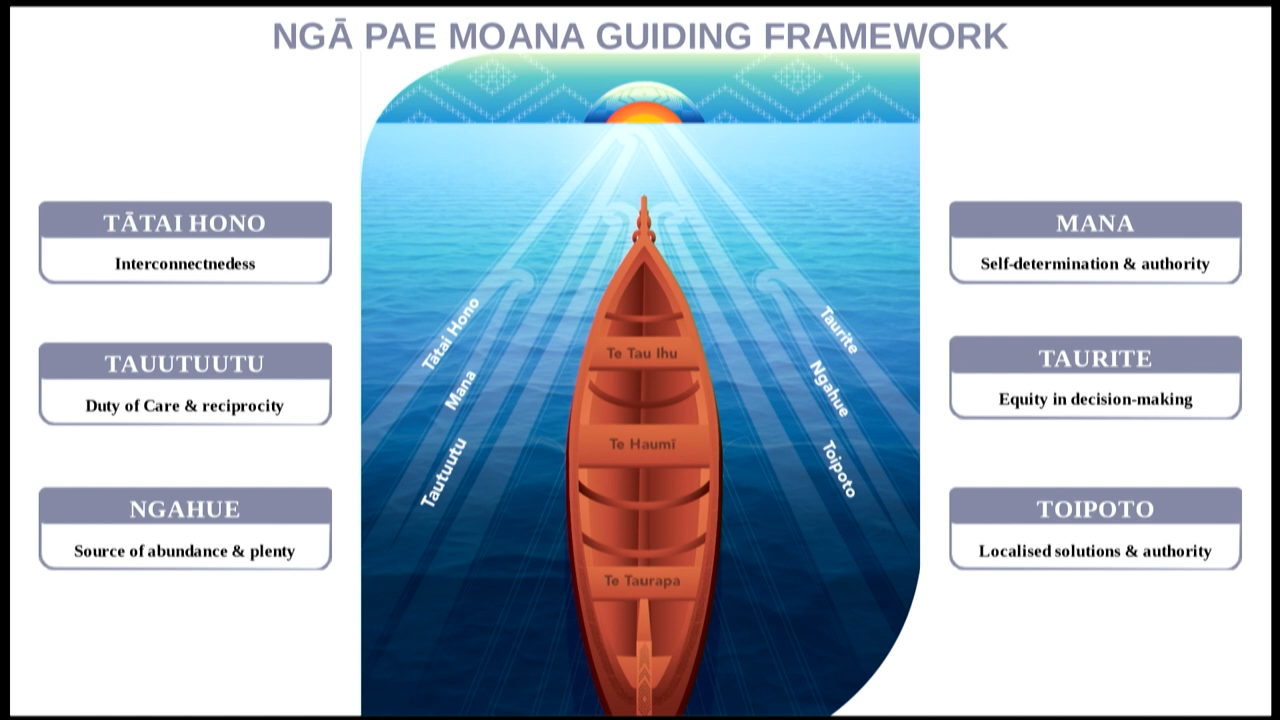 NGĀ PAE MOANA GUIDING FRAMEWORK
TĀTAI HONO
Interconnectnedess
TAUUTUUTU
Duty of Care & reciprocity
NGAHUE
Source of abundance & plenty
Tātai Hono
Mana
Tautuutu
Te Tau Ihu
Te Haumī
Te Taurapa
Taurite
Ngahue
Toipoto
MANA
Self-determination & authority
TAURITE
Equity in decision-making
TOIPOTO
Localised solutions & authority